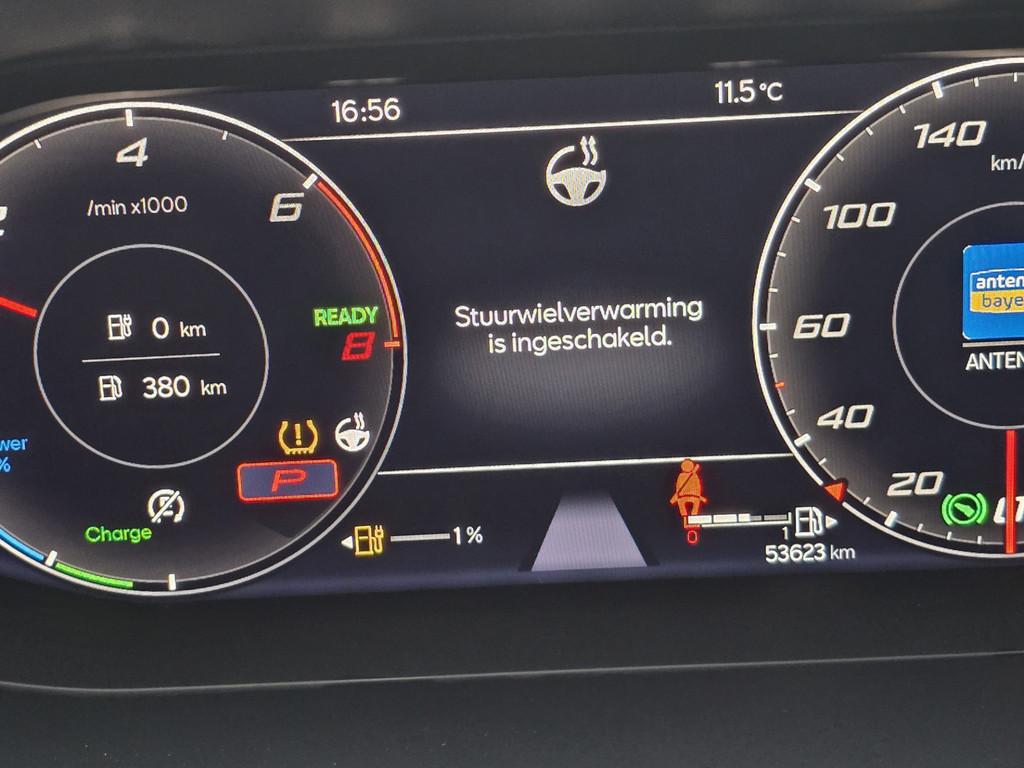 16:56
11.5°C
4
6
8
/min x1000
READY
0 km
380 km
P
Charge
1%
Stuurwielverwarming
is ingeschakeld.
0
1
53623 km
140
100
60
40
20
km/
anten
baye
ANTEN
wer
%